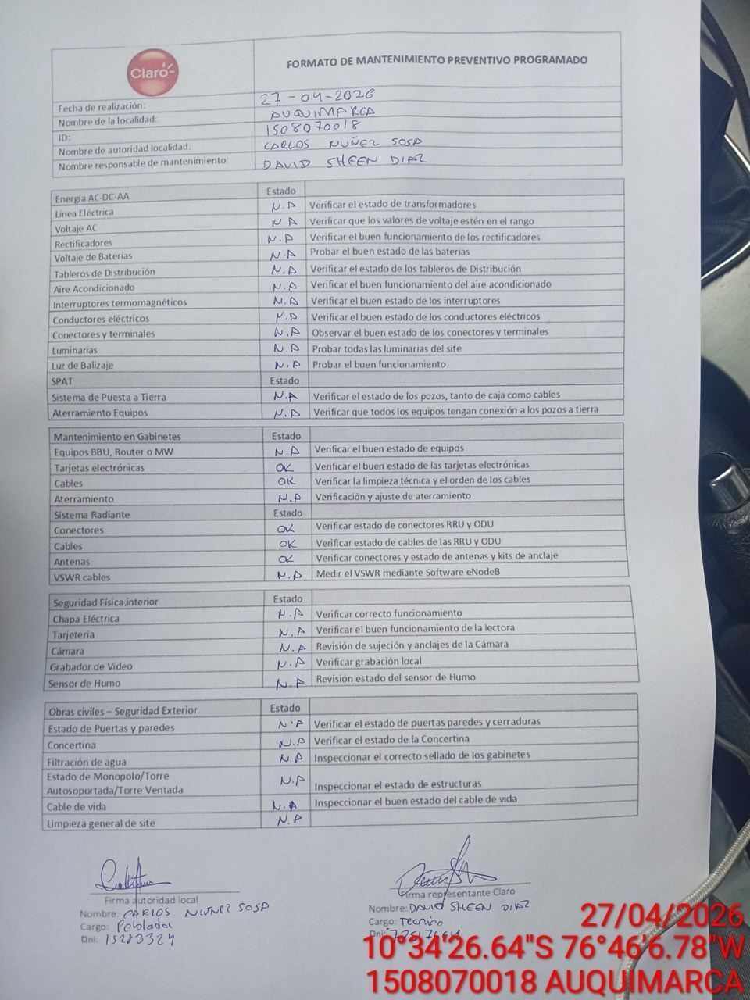 Claro
FORMATO DE MANTENIMIENTO PREVENTIVO PROGRAMADO
Fecha de realización: 27-04-2026
Nombre de la localidad: AUQUIMARCA
ID: 1508070018
Nombre de autoridad localidad: CARLOS NUÑEZ SOSA
Nombre responsable de mantenimiento: DAVID SHEEN DIAZ
Energía AC-DC-AA Estado
Linea Eléctrica N.A Verificar el estado de transformadores
Voltaje AC N A Verificar que los valores de voltaje estén en el rango
Rectificadores N.A Verificar el buen funcionamiento de los rectificadores
Voltaje de Baterías N.A Probar el buen estado de las baterías
Tableros de Distribución N.A Verificar el estado de los tableros de Distribución
Aire Acondicionado N.A Verificar el buen funcionamiento del aire acondicionado
Interruptores termomagnéticos N.A Verificar el buen estado de los interruptores
Conductores eléctricos N.A Verificar el buen estado de los conductores eléctricos
Conectores y terminales N.A Observar el buen estado de los conectores y terminales
Luminarias N.A Probar todas las luminarias del site
Luz de Balizaje N.A Probar el buen funcionamiento
SPAT Estado
Sistema de Puesta a Tierra N.A Verificar el estado de los pozos, tanto de caja como cables
Aterramiento Equipos N.A Verificar que todos los equipos tengan conexión a los pozos a tierra
Mantenimiento en Gabinetes Estado
Equipos BBU, Router o MW N.A Verificar el buen estado de equipos
Tarjetas electrónicas OK Verificar el buen estado de las tarjetas electrónicas
Cables OK Verificar la limpieza técnica y el orden de los cables
Aterramiento N.A Verificación y ajuste de aterramiento
Sistema Radiante Estado
Conectores OK Verificar estado de conectores RRU y ODU
Cables OK Verificar estado de cables de las RRU y ODU
Antenas OK Verificar conectores y estado de antenas y kits de anclaje
VSWR cables N.A Medir el VSWR mediante Software eNodeB
Seguridad Física interior Estado
Chapa Eléctrica N.A Verificar correcto funcionamiento
Tarjeteria N.A Verificar el buen funcionamiento de la lectora
Cámara N.A Revisión de sujeción y anclajes de la Cámara
Grabador de Video N.A Verificar grabación local
Sensor de Humo N.A Revisión estado del sensor de Humo
Obras civiles – Seguridad Exterior Estado
Estado de Puertas y paredes N.A Verificar el estado de puertas paredes y cerraduras
Concertina N.A Verificar el estado de la Concertina
Filtración de agua N.A Inspeccionar el correcto sellado de los gabinetes
Estado de Monopolo/Torre Autosoportada/Torre Ventada N.A Inspeccionar el estado de estructuras
Cable de vida N.A Inspeccionar el buen estado del cable de vida
Limpieza general de site N.A
Firma autoridad local
Nombre: CARLOS NUÑEZ SOSA
Cargo: Poblador
Dni: 15283324
Firma representante Claro
Nombre: DAVID SHEEN DIAZ
Cargo: Tecnico
Dni:
27/04/2026
10°34'26.64"S 76°46'6.78"W
1508070018 AUQUIMARCA